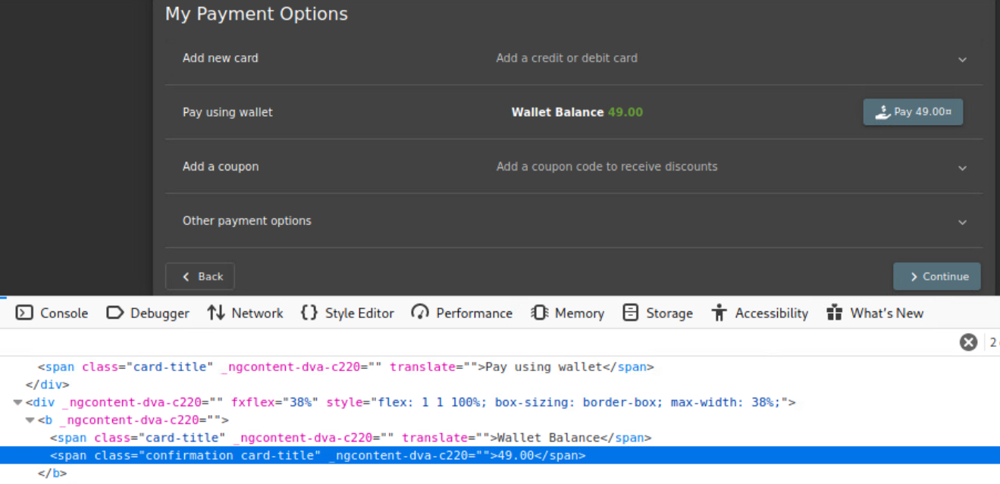 My Payment Options
Add new card Add a credit or debit card
Pay using wallet Wallet Balance 49.00 Pay 49.00¤
Add a coupon Add a coupon code to receive discounts
Other payment options
Back Continue
Console Debugger Network {} Style Editor Performance Memory Storage Accessibility What's New
2
<span class="card-title" _ngcontent-dva-c220="" translate="">Pay using wallet</span>
</div>
<div _ngcontent-dva-c220="" fxflex="38%" style="flex: 1 1 100%; box-sizing: border-box; max-width: 38%;">
<b _ngcontent-dva-c220="">
<span class="card-title" _ngcontent-dva-c220="" translate="">Wallet Balance</span>
<span class="confirmation card-title" _ngcontent-dva-c220="">49.00</span>
</b>